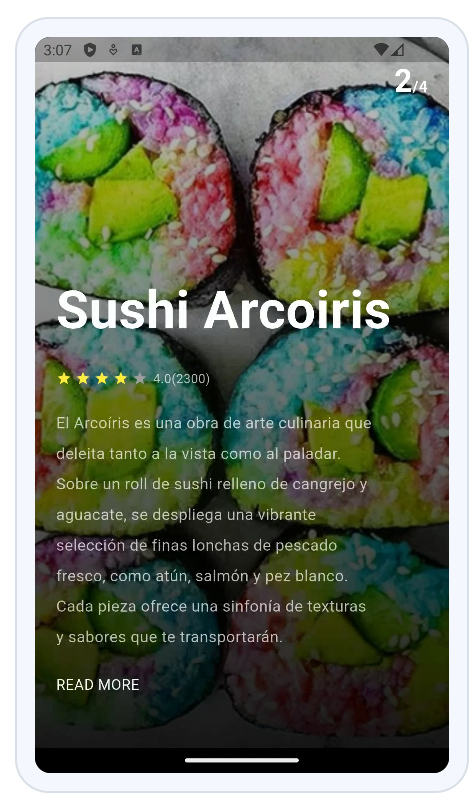 3:07
2/4
Sushi Arcoiris
4.0(2300)
El Arcoíris es una obra de arte culinaria que
deleita tanto a la vista como al paladar.
Sobre un roll de sushi relleno de cangrejo y
aguacate, se despliega una vibrante
selección de finas lonchas de pescado
fresco, como atún, salmón y pez blanco.
Cada pieza ofrece una sinfonía de texturas
y sabores que te transportarán.
READ MORE